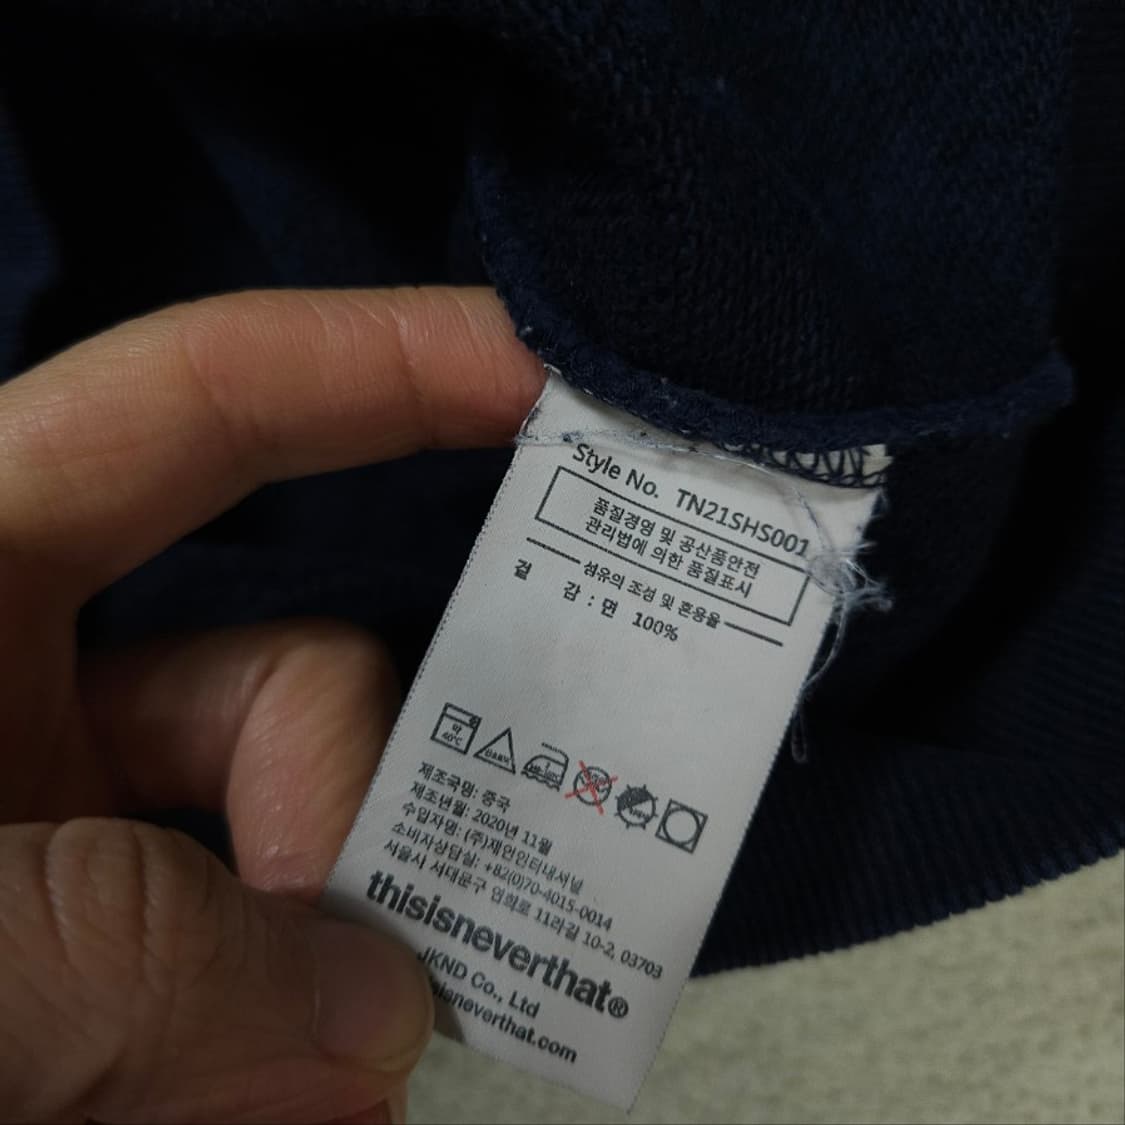 Style No. TN21SHS001
품질경영 및 공산품안전
관리법에 의한 품질표시
섬유의 조성 및 혼용율
겉 감 : 면 100%
약
40℃
제조국명: 중국
제조년월: 2020년 11월
수입자명: (주)재인인터내셔널
소비자상담실: +82(0)70-4015-0014
서울시 서대문구 연희로 11라길 10-2, 03703
thisisneverthat®
JKND Co., Ltd
isneverthat.com